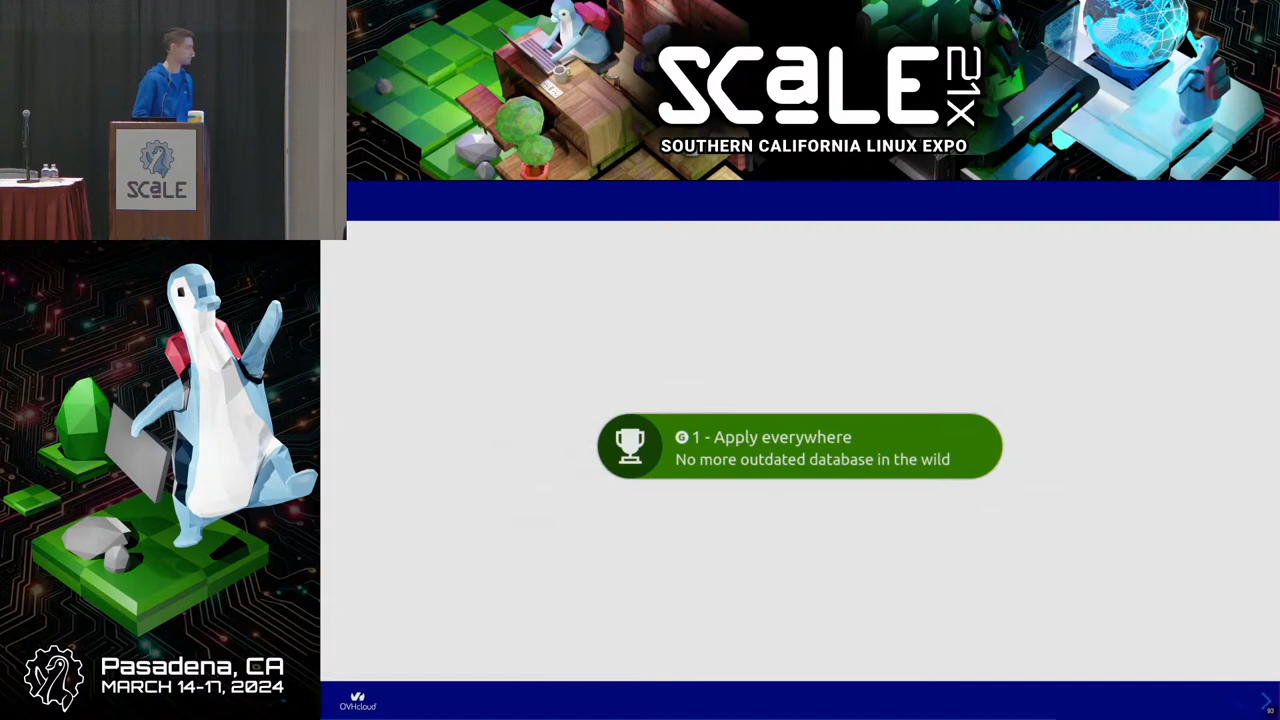 SCALE
21X
SOUTHERN CALIFORNIA LINUX EXPO
SCALE
G 1 - Apply everywhere
No more outdated database in the wild
Pasadena, CA
MARCH 14-17, 2024
OVHcloud
93